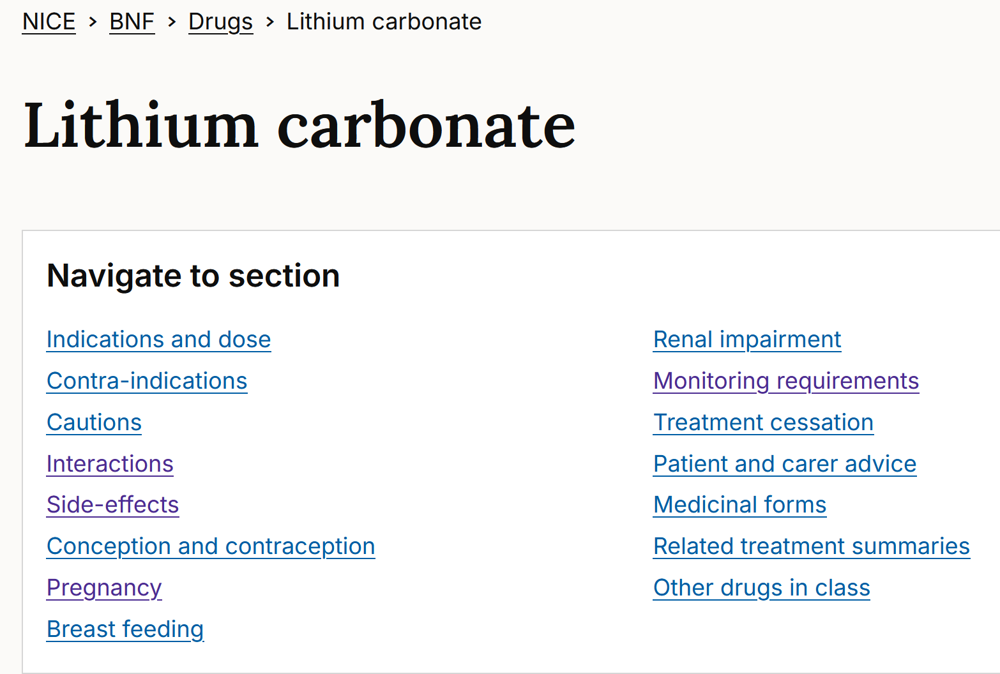 NICE > BNF > Drugs > Lithium carbonate
Lithium carbonate
Navigate to section
Indications and dose
Contra-indications
Cautions
Interactions
Side-effects
Conception and contraception
Pregnancy
Breast feeding
Renal impairment
Monitoring requirements
Treatment cessation
Patient and carer advice
Medicinal forms
Related treatment summaries
Other drugs in class